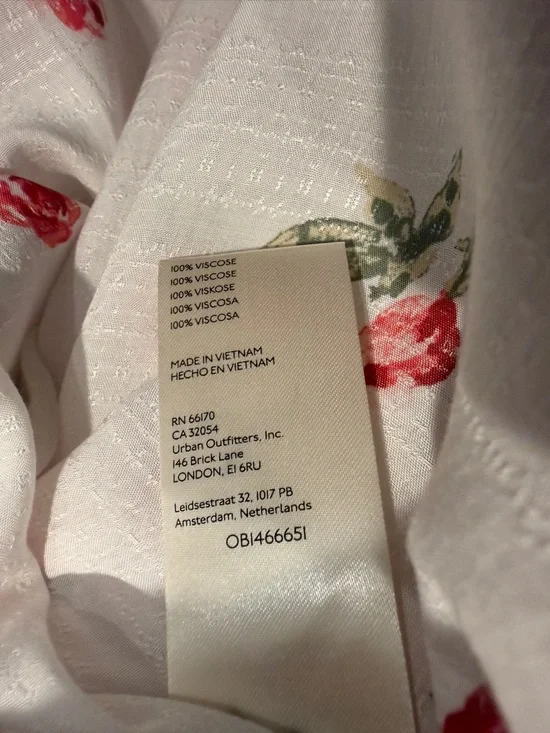 100% VISCOSE
100% VISCOSE
100% VISKOSE
100% VISCOSA
100% VISCOSA
MADE IN VIETNAM
HECHO EN VIETNAM
RN 66170
CA 32054
Urban Outfitters, Inc.
146 Brick Lane
LONDON, E1 6RU
Leidsestraat 32, 1017 PB
Amsterdam, Netherlands
OB1466651